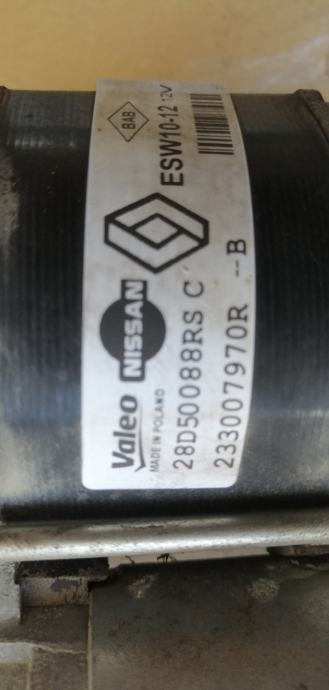 BAB
ESW10-12 12V
NISSAN
Valeo
MADE IN POLAND
28D50088RS C
233007970R --B